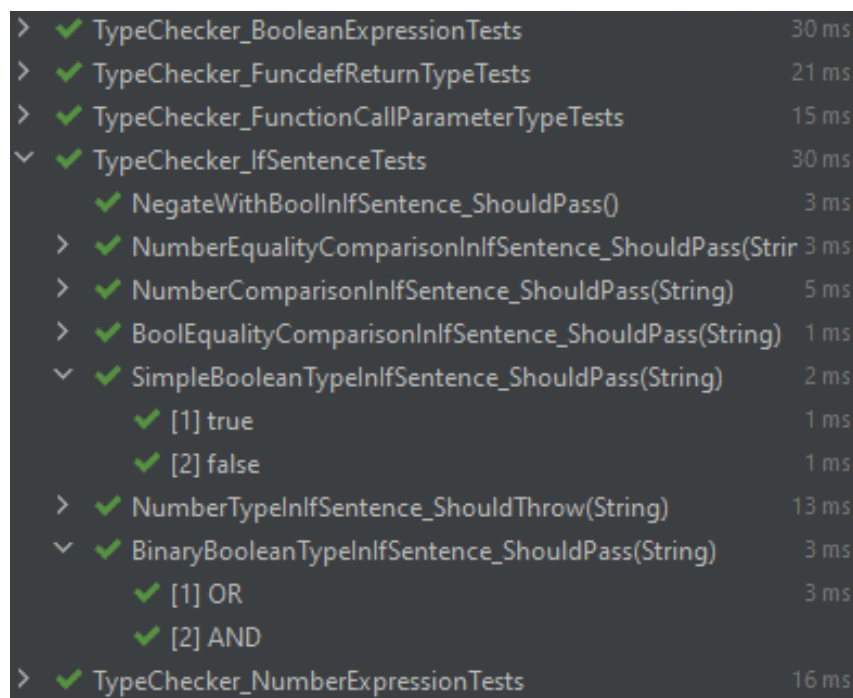 TypeChecker_BooleanExpressionTests 30 ms
TypeChecker_FuncdefReturnTypeTests 21 ms
TypeChecker_FunctionCallParameterTypeTests 15 ms
TypeChecker_IfSentenceTests 30 ms
NegateWithBoolInIfSentence_ShouldPass() 3 ms
NumberEqualityComparisonInIfSentence_ShouldPass(Strin 3 ms
NumberComparisonInIfSentence_ShouldPass(String) 5 ms
BoolEqualityComparisonInIfSentence_ShouldPass(String) 1 ms
SimpleBooleanTypeInIfSentence_ShouldPass(String) 2 ms
[1] true 1 ms
[2] false 1 ms
NumberTypeInIfSentence_ShouldThrow(String) 13 ms
BinaryBooleanTypeInIfSentence_ShouldPass(String) 3 ms
[1] OR 3 ms
[2] AND
TypeChecker_NumberExpressionTests 16 ms